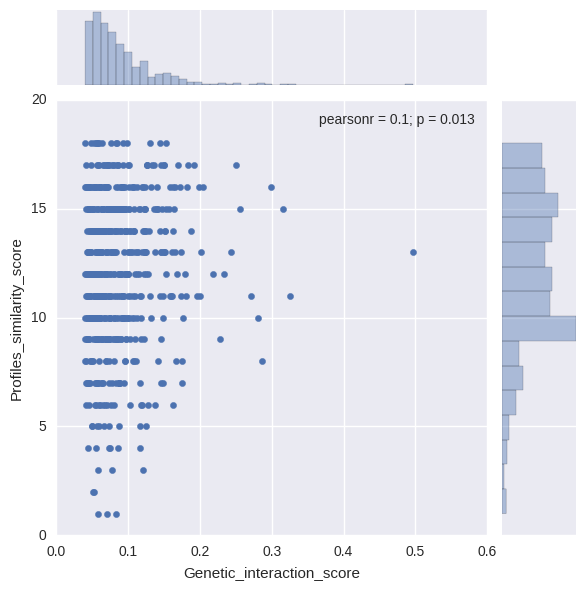 pearsonr = 0.1; p = 0.013
20
15
10
5
0
Profiles_similarity_score
0.0 0.1 0.2 0.3 0.4 0.5 0.6
Genetic_interaction_score